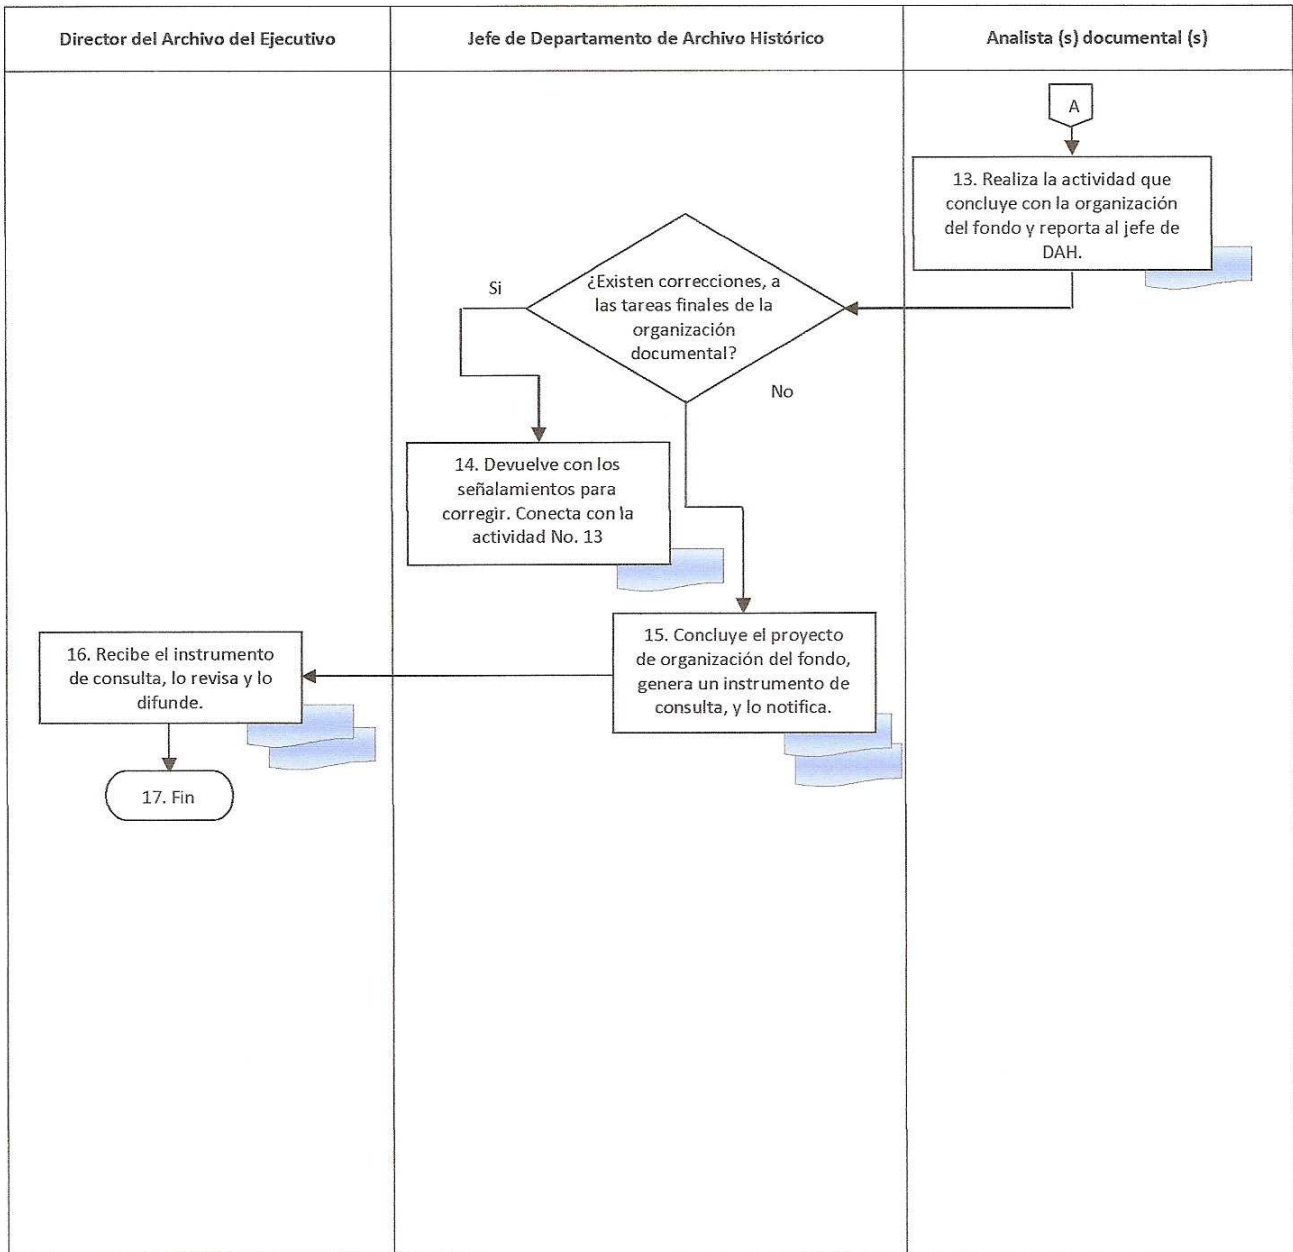 Director del Archivo del Ejecutivo
Jefe de Departamento de Archivo Histórico
Analista (s) documental (s)
A
13. Realiza la actividad que
concluye con la organización
del fondo y reporta al jefe de
DAH.
¿Existen correcciones, a
las tareas finales de la
organización
documental?
Si
No
14. Devuelve con los
señalamientos para
corregir. Conecta con la
actividad No. 13
15. Concluye el proyecto
de organización del fondo,
genera un instrumento de
consulta, y lo notifica.
16. Recibe el instrumento
de consulta, lo revisa y lo
difunde.
17. Fin